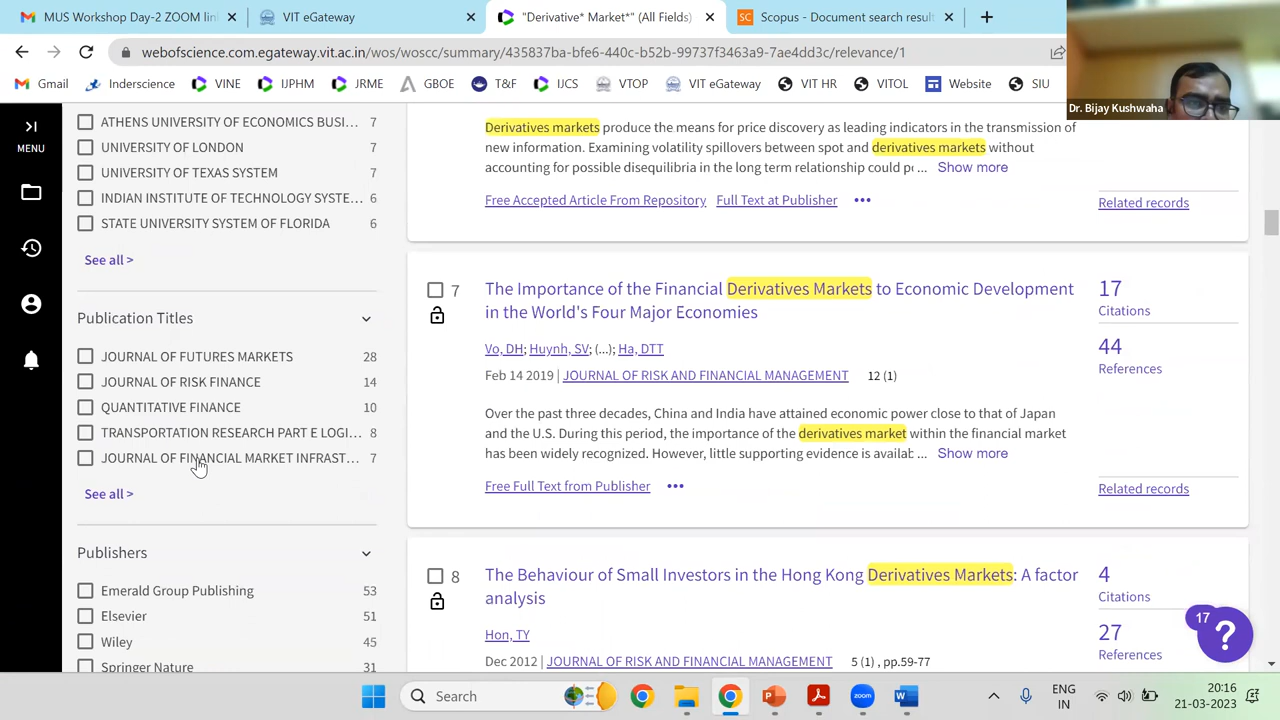 MUS Workshop Day-2 ZOOM lin
VIT eGateway
"Derivative* Market*" (All Fields)
SC Scopus - Document search result
webofscience.com.egateway.vit.ac.in/wos/woscc/summary/435837ba-bfe6-440c-b52b-99737f3463a9-7ae4dd3c/relevance/1
Gmail
Inderscience
VINE
IJPHM
JRME
GBOE
T&F
IJCS
VTOP
VIT eGateway
VIT HR
VITOL
Website
SIU
Dr. Bijay Kushwaha
MENU
ATHENS UNIVERSITY OF ECONOMICS BUSI... 7
UNIVERSITY OF LONDON 7
UNIVERSITY OF TEXAS SYSTEM 7
INDIAN INSTITUTE OF TECHNOLOGY SYSTE... 6
STATE UNIVERSITY SYSTEM OF FLORIDA 6
See all >
Publication Titles
JOURNAL OF FUTURES MARKETS 28
JOURNAL OF RISK FINANCE 14
QUANTITATIVE FINANCE 10
TRANSPORTATION RESEARCH PART E LOGI... 8
JOURNAL OF FINANCIAL MARKET INFRAST... 7
See all >
Publishers
Emerald Group Publishing 53
Elsevier 51
Wiley 45
Springer Nature 31
Derivatives markets produce the means for price discovery as leading indicators in the transmission of
new information. Examining volatility spillovers between spot and derivatives markets without
accounting for possible disequilibria in the long term relationship could p ... Show more
Free Accepted Article From Repository Full Text at Publisher •••
Related records
7 The Importance of the Financial Derivatives Markets to Economic Development
in the World's Four Major Economies
Vo, DH; Huynh, SV; (...); Ha, DTT
Feb 14 2019 | JOURNAL OF RISK AND FINANCIAL MANAGEMENT 12 (1)
Over the past three decades, China and India have attained economic power close to that of Japan
and the U.S. During this period, the importance of the derivatives market within the financial market
has been widely recognized. However, little supporting evidence is availab ... Show more
Free Full Text from Publisher •••
17
Citations
44
References
Related records
8 The Behaviour of Small Investors in the Hong Kong Derivatives Markets: A factor
analysis
Hon, TY
Dec 2012 | JOURNAL OF RISK AND FINANCIAL MANAGEMENT 5 (1) , pp.59-77
4
Citations
27
References
17
?
Search
zoom
ENG
IN
20:16
21-03-2023